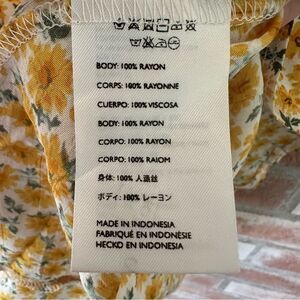 BODY: 100% RAYON
CORPS: 100% RAYONNE
CUERPO: 100% VISCOSA
BODY: 100% RAYON
CORPO: 100% RAYON
CORPO: 100% RAIOM
身体: 100% 人造丝
ボディ: 100% レーヨン
MADE IN INDONESIA
FABRIQUÉ EN INDONÉSIE
HECKO EN INDONESIA